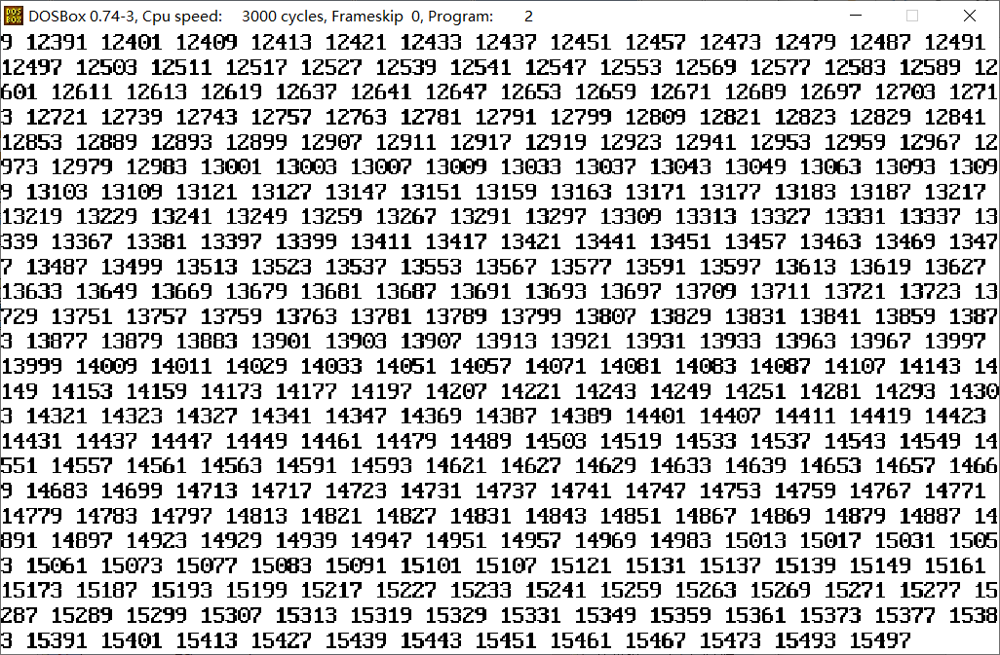 DOSBox 0.74-3, Cpu speed: 3000 cycles, Frameskip 0, Program: 2
9 12391 12401 12409 12413 12421 12433 12437 12451 12457 12473 12479 12487 12491
12497 12503 12511 12517 12527 12539 12541 12547 12553 12569 12577 12583 12589 12
601 12611 12613 12619 12637 12641 12647 12653 12659 12671 12689 12697 12703 1271
3 12721 12739 12743 12757 12763 12781 12791 12799 12809 12821 12823 12829 12841
12853 12889 12893 12899 12907 12911 12917 12919 12923 12941 12953 12959 12967 12
973 12979 12983 13001 13003 13007 13009 13033 13037 13043 13049 13063 13093 1309
9 13103 13109 13121 13127 13147 13151 13159 13163 13171 13177 13183 13187 13217
13219 13229 13241 13249 13259 13267 13291 13297 13309 13313 13327 13331 13337 13
339 13367 13381 13397 13399 13411 13417 13421 13441 13451 13457 13463 13469 1347
7 13487 13499 13513 13523 13537 13553 13567 13577 13591 13597 13613 13619 13627
13633 13649 13669 13679 13681 13687 13691 13693 13697 13709 13711 13721 13723 13
729 13751 13757 13759 13763 13781 13789 13799 13807 13829 13831 13841 13859 1387
3 13877 13879 13883 13901 13903 13907 13913 13921 13931 13933 13963 13967 13997
13999 14009 14011 14029 14033 14051 14057 14071 14081 14083 14087 14107 14143 14
149 14153 14159 14173 14177 14197 14207 14221 14243 14249 14251 14281 14293 1430
3 14321 14323 14327 14341 14347 14369 14387 14389 14401 14407 14411 14419 14423
14431 14437 14447 14449 14461 14479 14489 14503 14519 14533 14537 14543 14549 14
551 14557 14561 14563 14591 14593 14621 14627 14629 14633 14639 14653 14657 1466
9 14683 14699 14713 14717 14723 14731 14737 14741 14747 14753 14759 14767 14771
14779 14783 14797 14813 14821 14827 14831 14843 14851 14867 14869 14879 14887 14
891 14897 14923 14929 14939 14947 14951 14957 14969 14983 15013 15017 15031 1505
3 15061 15073 15077 15083 15091 15101 15107 15121 15131 15137 15139 15149 15161
15173 15187 15193 15199 15217 15227 15233 15241 15259 15263 15269 15271 15277 15
287 15289 15299 15307 15313 15319 15329 15331 15349 15359 15361 15373 15377 1538
3 15391 15401 15413 15427 15439 15443 15451 15461 15467 15473 15493 15497